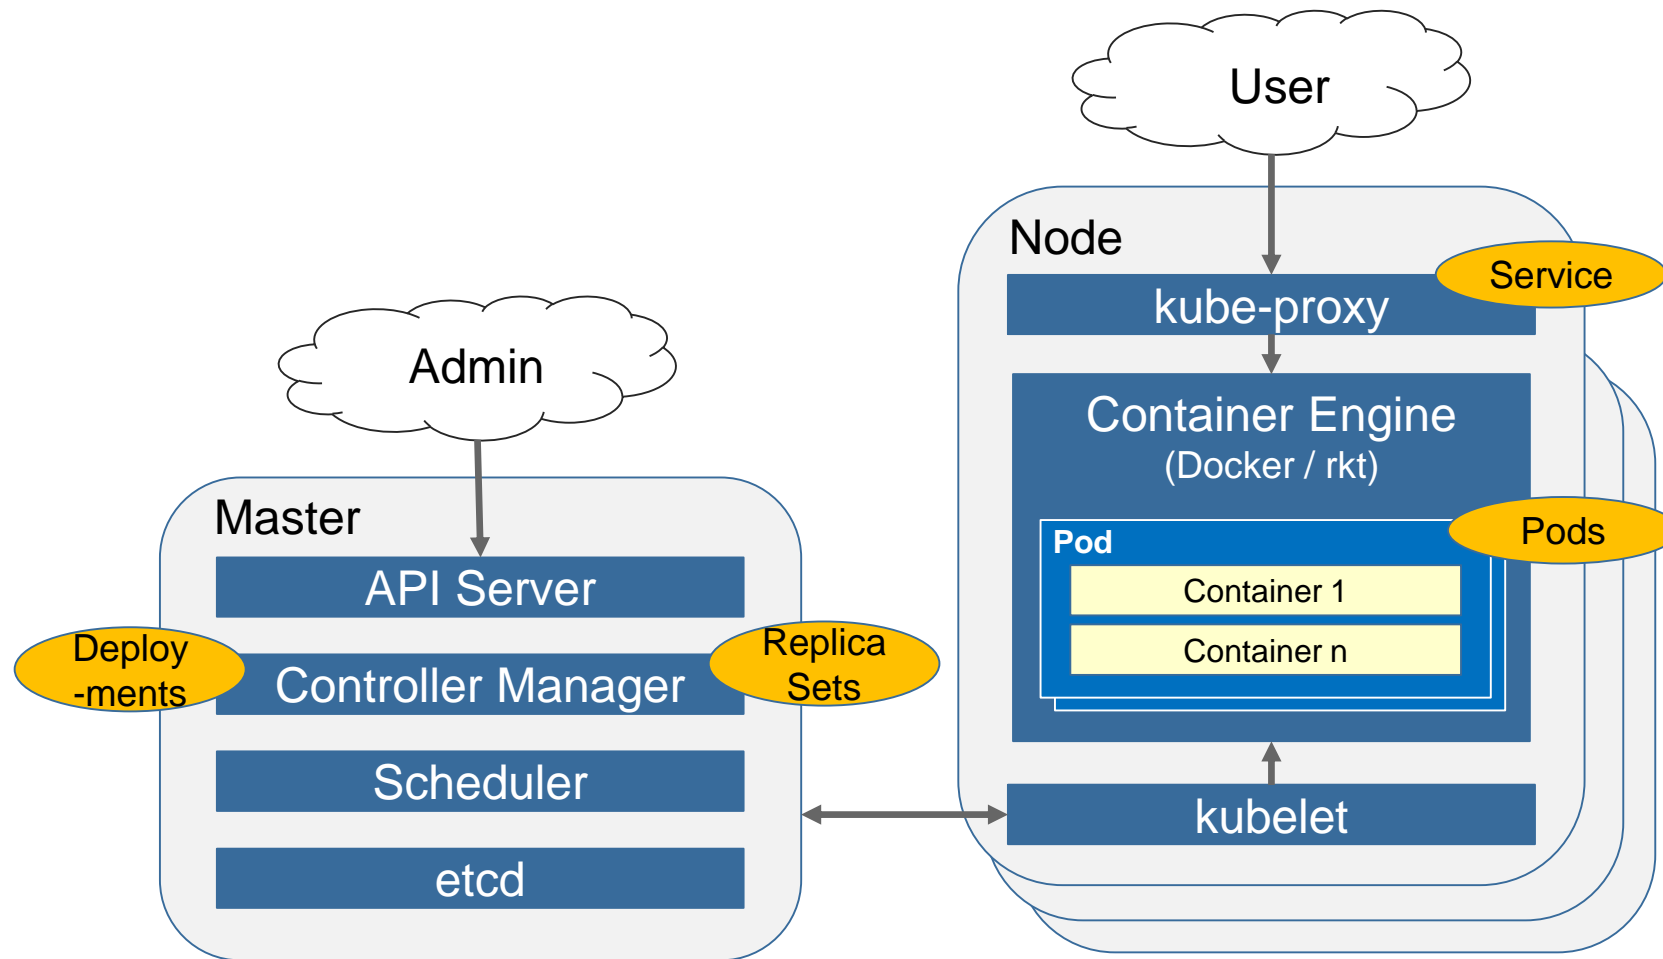 User
Node
Service
kube-proxy
Admin
Container Engine
(Docker / rkt)
Master
Pods
Pod
API Server
Container 1
Deploy
-ments
Replica
Sets
Container n
Controller Manager
Scheduler
kubelet
etcd